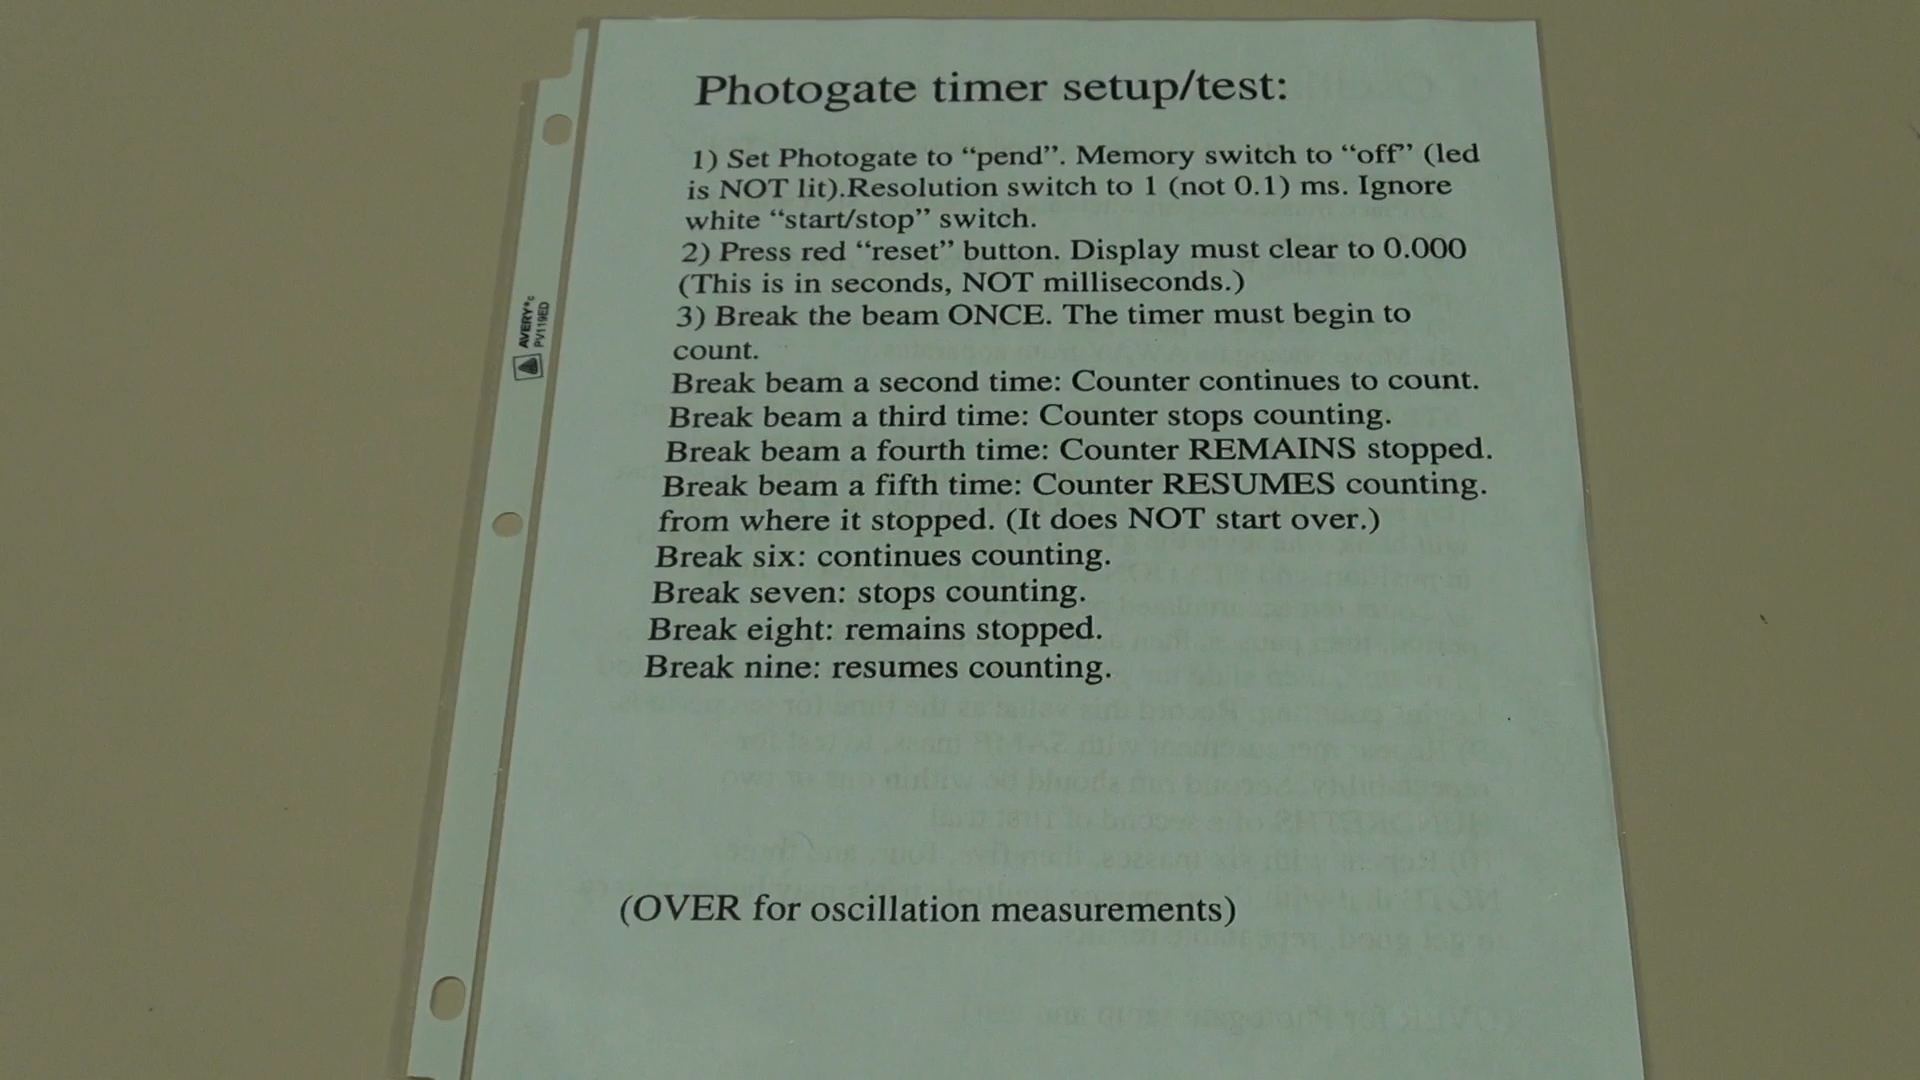 Photogate timer setup/test:
1) Set Photogate to “pend”. Memory switch to “off” (led
is NOT lit).Resolution switch to 1 (not 0.1) ms. Ignore
white “start/stop” switch.
2) Press red “reset” button. Display must clear to 0.000
(This is in seconds, NOT milliseconds.)
3) Break the beam ONCE. The timer must begin to
count.
Break beam a second time: Counter continues to count.
Break beam a third time: Counter stops counting.
Break beam a fourth time: Counter REMAINS stopped.
Break beam a fifth time: Counter RESUMES counting.
from where it stopped. (It does NOT start over.)
Break six: continues counting.
Break seven: stops counting.
Break eight: remains stopped.
Break nine: resumes counting.
(OVER for oscillation measurements)
AVERY
PV119ED